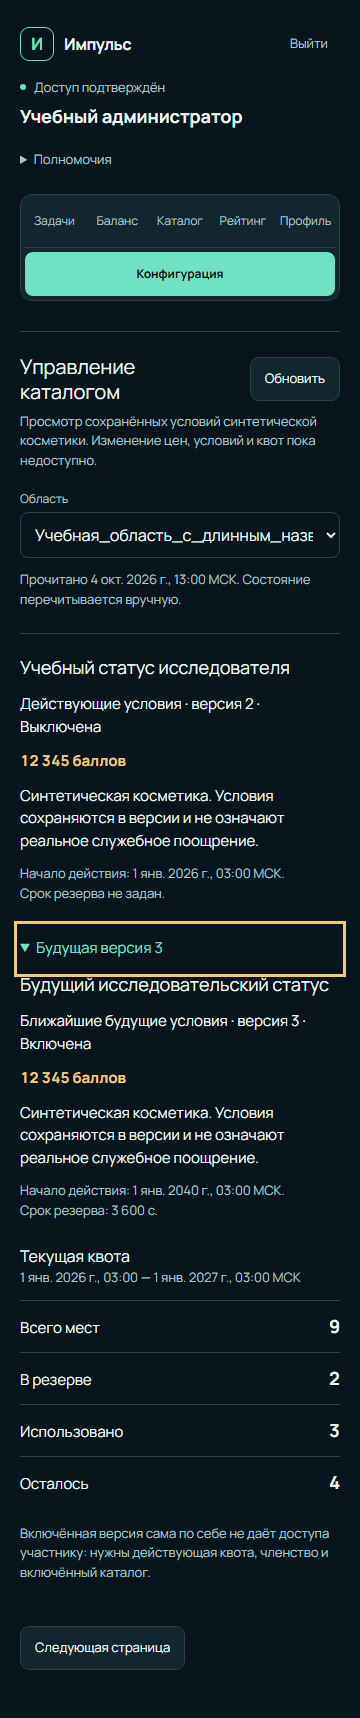 И Импульс Выйти
Доступ подтверждён
Учебный администратор
Полномочия
Задачи Баланс Каталог Рейтинг Профиль
Конфигурация
Управление
каталогом
Обновить
Просмотр сохранённых условий синтетической
косметики. Изменение цен, условий и квот пока
недоступно.
Область
Учебная_область_с_длинным_назв
Прочитано 4 окт. 2026 г., 13:00 МСК. Состояние
перечитывается вручную.
Учебный статус исследователя
Действующие условия · версия 2 ·
Выключена
12 345 баллов
Синтетическая косметика. Условия
сохраняются в версии и не означают
реальное служебное поощрение.
Начало действия: 1 янв. 2026 г., 03:00 МСК.
Срок резерва не задан.
Будущая версия 3
Будущий исследовательский статус
Ближайшие будущие условия · версия 3 ·
Включена
12 345 баллов
Синтетическая косметика. Условия
сохраняются в версии и не означают
реальное служебное поощрение.
Начало действия: 1 янв. 2040 г., 03:00 МСК.
Срок резерва: 3 600 с.
Текущая квота
1 янв. 2026 г., 03:00 — 1 янв. 2027 г., 03:00 МСК
Всего мест 9
В резерве 2
Использовано 3
Осталось 4
Включённая версия сама по себе не даёт доступа
участнику: нужны действующая квота, членство и
включённый каталог.
Следующая страница